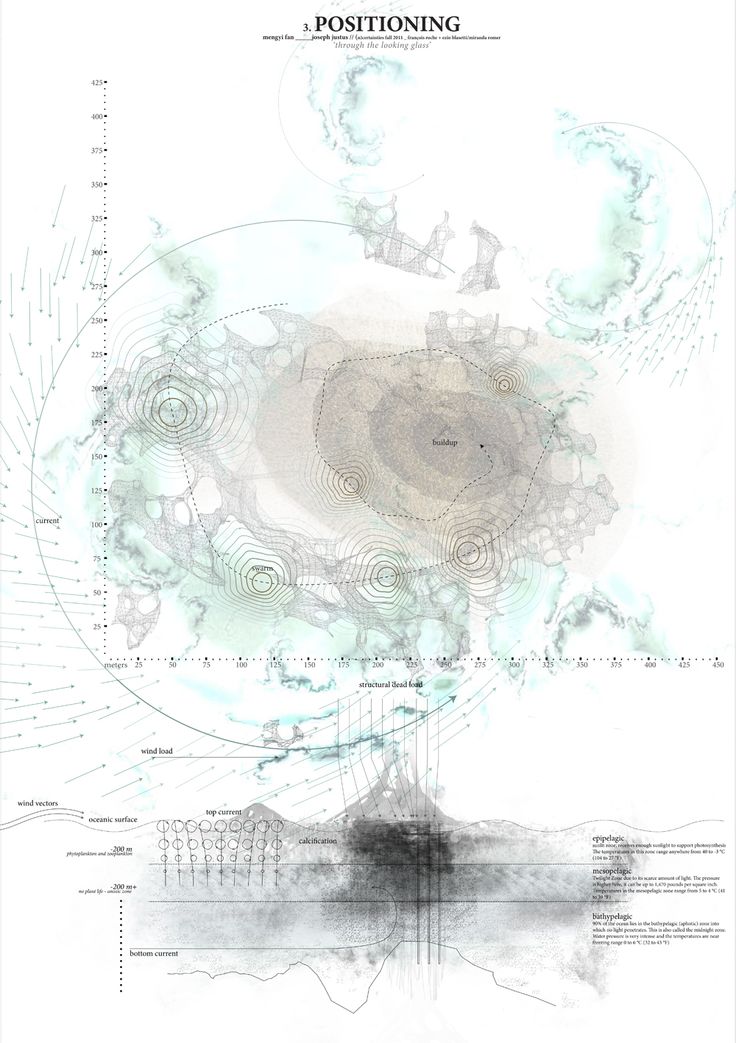 3. POSITIONING
mengyi fan _____joseph justus // (n)certainties fall 2011 _ françois roche + ezio blasetti/miranda romer
'through the looking glass'
425
400
375
350
325
300
275
250
225
200
175
150
125
100
75
50
25
buildup
current
swarm
meters 25 50 75 100 125 150 175 200 225 250 275 300 325 350 375 400 425 450
structural dead load
wind load
wind vectors
oceanic surface
top current
calcification
-200 m
phytoplankton and zooplankton
-200 m+
no plant life - anoxic zone
bottom current
epipelagic
sunlit zone, receives enough sunlight to support photosynthesis
The temperatures in this zone range anywhere from 40 to -3 °C
(104 to 27 °F)
mesopelagic
Twilight Zone due to its scarce amount of light. The pressure
is higher here, it can be up to 1,470 pounds per square inch
Temperatures in the mesopelagic zone range from 5 to 4 °C (41
to 39 °F)
bathypelagic
90% of the ocean lies in the bathypelagic (aphotic) zone into
which no light penetrates. This is also called the midnight zone.
Water pressure is very intense and the temperatures are near
freezing range 0 to 6 °C (32 to 43 °F)